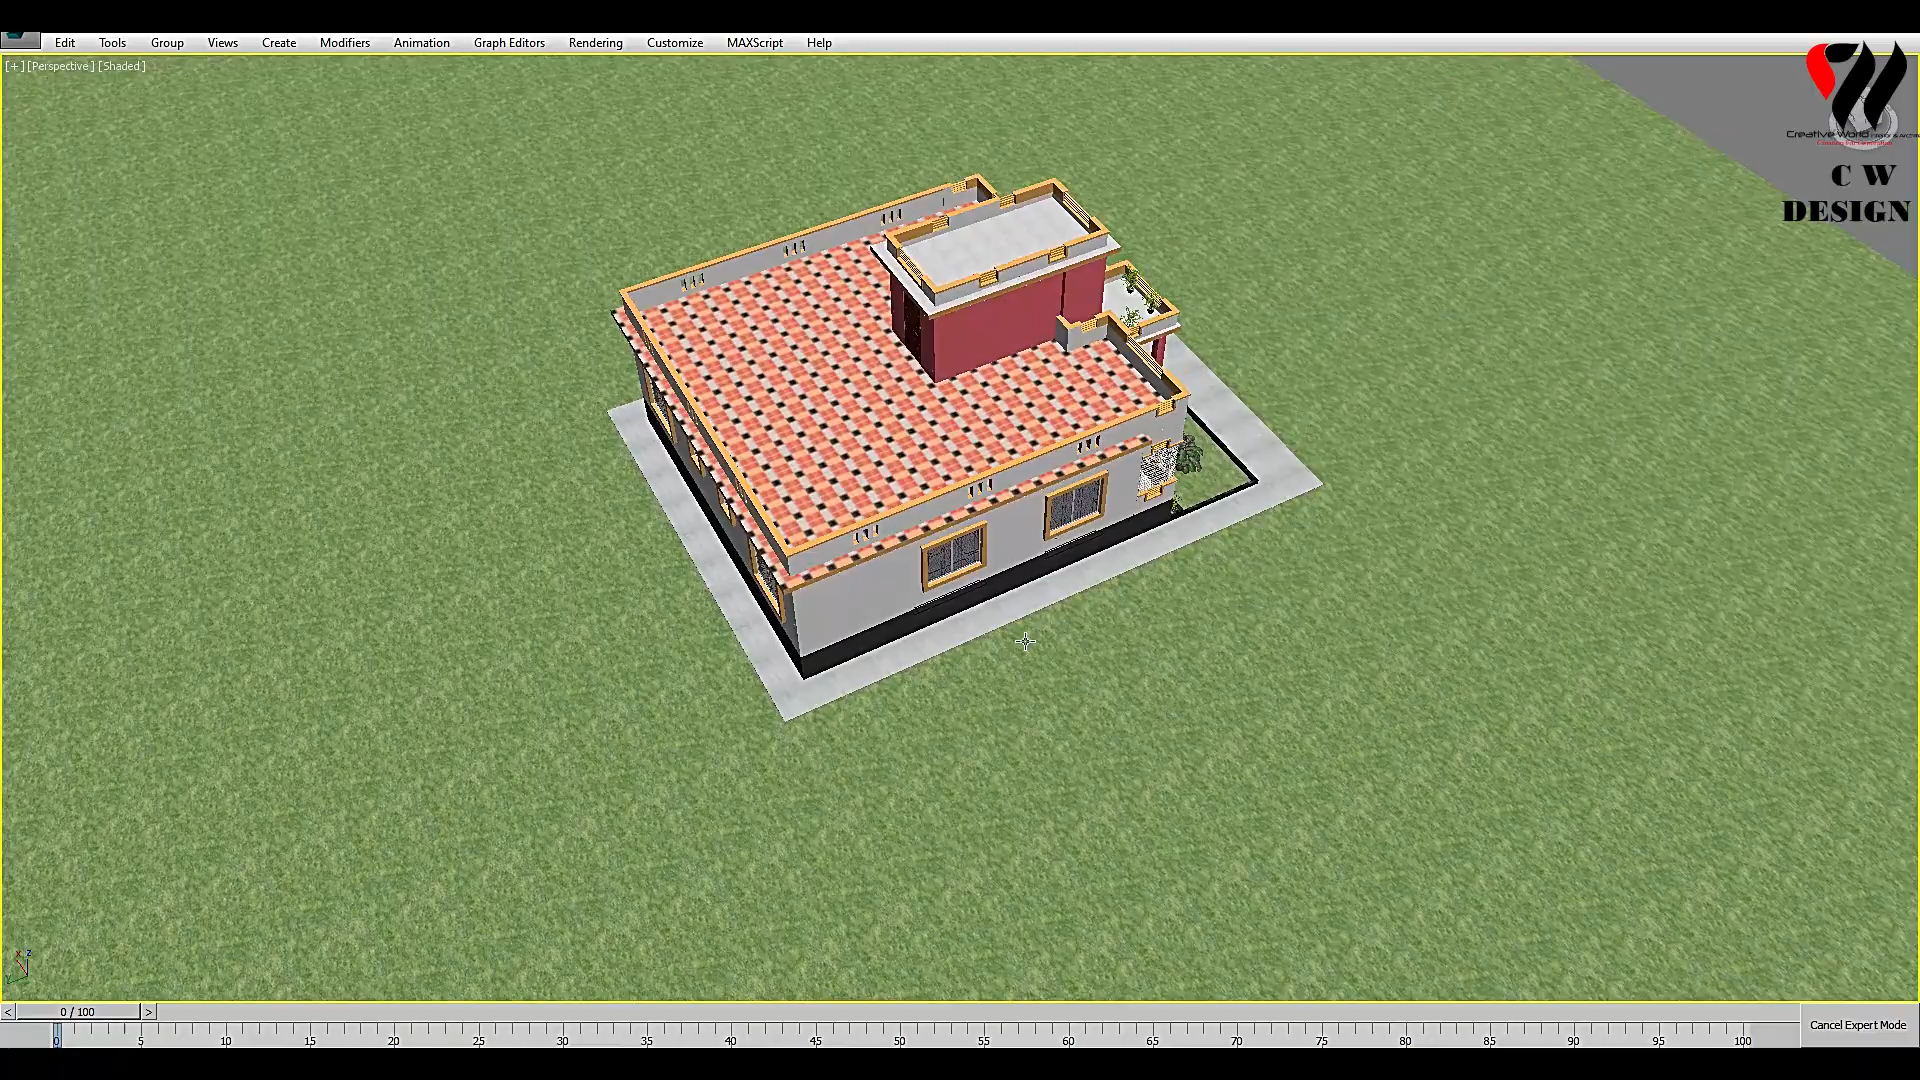 Edit Tools Group Views Create Modifiers Animation Graph Editors Rendering Customize MAXScript Help
[+] [Perspective] [Shaded]
Creative World
C W
DESIGN
x z
Y
< 0 / 100 >
0 5 10 15 20 25 30 35 40 45 50 55 60 65 70 75 80 85 90 95 100
Cancel Expert Mode